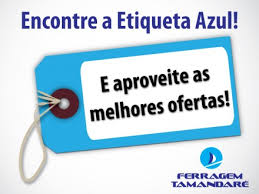 Encontre a Etiqueta Azul!
E aproveite as
melhores ofertas!
FERRAGEM
TAMANDARÉ